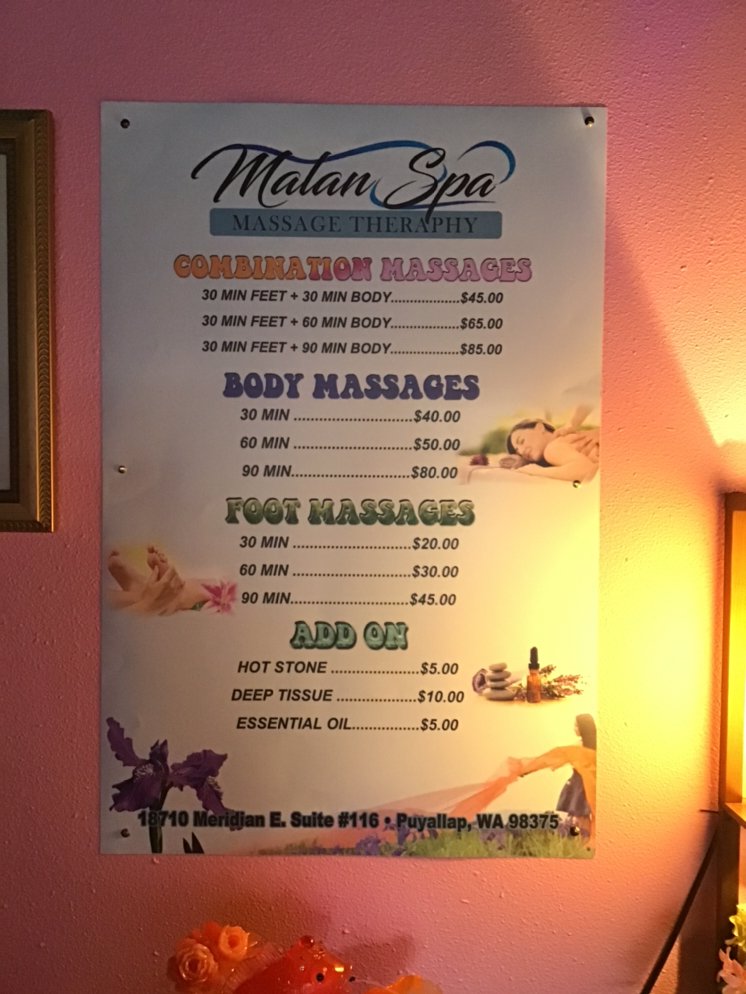 Malan Spa
MASSAGE THERAPHY
COMBINATION MASSAGES
30 MIN FEET + 30 MIN BODY..................$45.00
30 MIN FEET + 60 MIN BODY..................$65.00
30 MIN FEET + 90 MIN BODY..................$85.00
BODY MASSAGES
30 MIN ............................$40.00
60 MIN ............................$50.00
90 MIN............................$80.00
FOOT MASSAGES
30 MIN ............................$20.00
60 MIN ............................$30.00
90 MIN............................$45.00
ADD ON
HOT STONE .....................$5.00
DEEP TISSUE ...................$10.00
ESSENTIAL OIL................$5.00
18710 Meridian E. Suite #116 • Puyallap, WA 98375